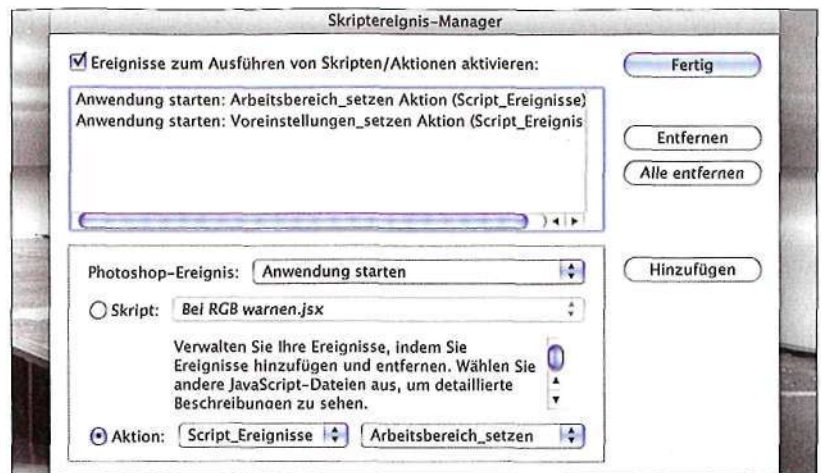 Skriptereignis-Manager
Ereignisse zum Ausführen von Skripten/Aktionen aktivieren:
Fertig
Anwendung starten: Arbeitsbereich_setzen Aktion (Script_Ereignisse)
Anwendung starten: Voreinstellungen_setzen Aktion (Script_Ereignis
Entfernen
Alle entfernen
Photoshop-Ereignis: Anwendung starten
Hinzufügen
Skript: Bei RGB warnen.jsx
Verwalten Sie Ihre Ereignisse, indem Sie
Ereignisse hinzufügen und entfernen. Wählen Sie
andere JavaScript-Dateien aus, um detaillierte
Beschreibungen zu sehen.
Aktion: Script_Ereignisse Arbeitsbereich_setzen